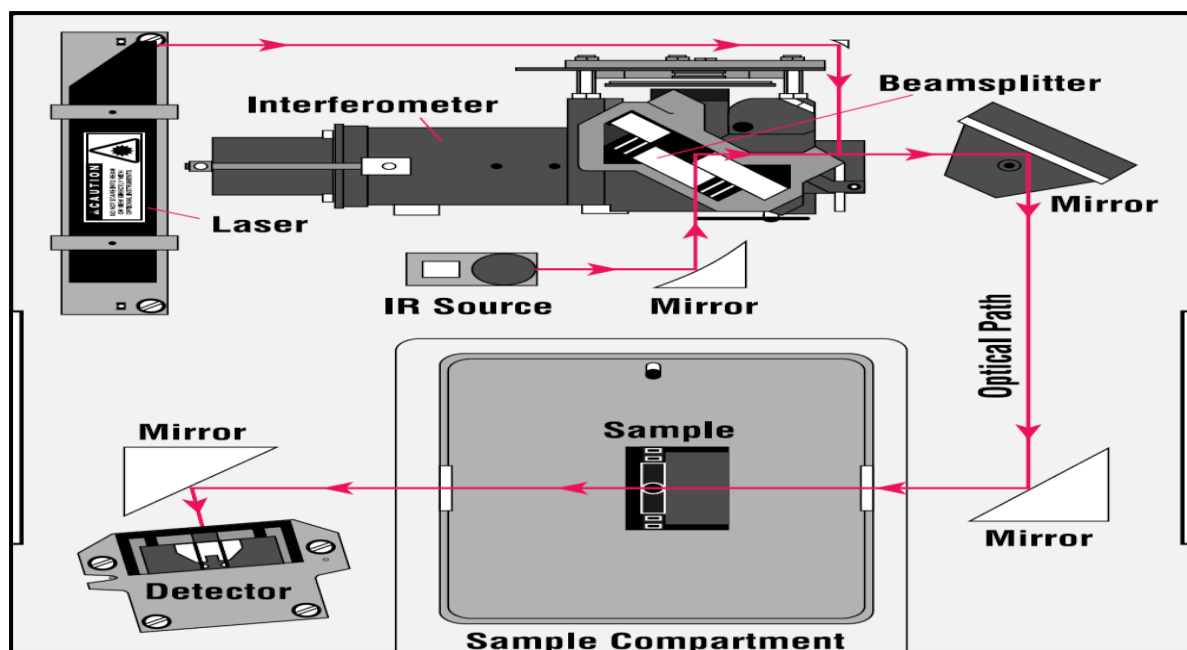 Beamsplitter
Interferometer
CAUTION
Laser
Mirror
IR Source
Mirror
Optical Path
Mirror
Sample
Mirror
Detector
Sample Compartment